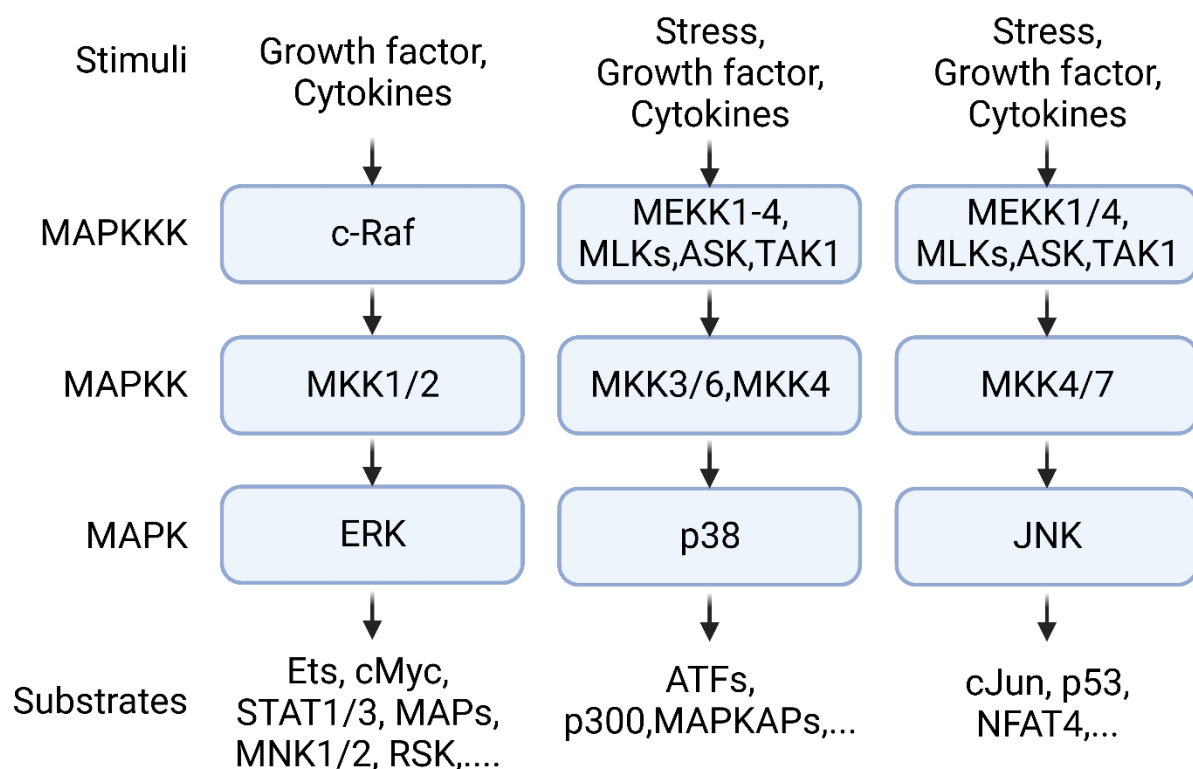 Stimuli
Growth factor,
Cytokines
Stress,
Growth factor,
Cytokines
Stress,
Growth factor,
Cytokines
MAPKKK
c-Raf
MEKK1-4,
MLKs,ASK,TAK1
MEKK1/4,
MLKs,ASK,TAK1
MAPKK
MKK1/2
MKK3/6,MKK4
MKK4/7
MAPK
ERK
p38
JNK
Substrates
Ets, cMyc,
STAT1/3, MAPs,
MNK1/2, RSK,....
ATFs,
p300,MAPKAPs,...
cJun, p53,
NFAT4,...